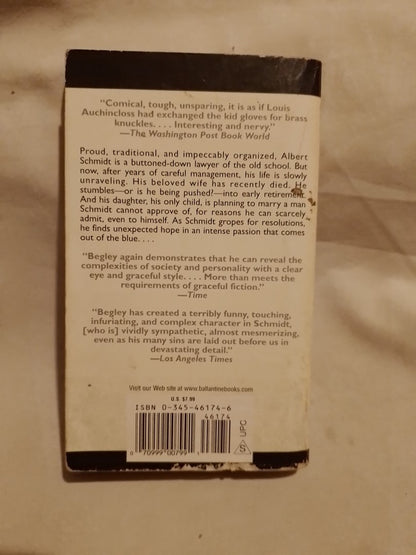 “Comical, tough, unsparing, it is as if Louis
Auchincloss had exchanged the kid gloves for brass
knuckles. . . . Interesting and nervy.”
—The Washington Post Book World
Proud, traditional, and impeccably organized, Albert
Schmidt is a buttoned-down lawyer of the old school. But
now, after years of careful management, his life is slowly
unraveling. His beloved wife has recently died. He
stumbles—or is he being pushed?—into early retirement.
And his daughter, his only child, is planning to marry a man
Schmidt cannot approve of, for reasons he can scarcely
admit, even to himself. As Schmidt gropes for resolutions,
he finds unexpected hope in an intense passion that comes
out of the blue. . . .
“Begley again demonstrates that he can reveal the
complexities of society and personality with a clear
eye and graceful style. . . . More than meets the
requirements of graceful fiction.”
—Time
“Begley has created a terribly funny, touching,
infuriating, and complex character in Schmidt,
[who is] vividly sympathetic, almost mesmerizing,
even as his many sins are laid out before us in
devastating detail.”
—Los Angeles Times
Visit our Web site at www.ballantinebooks.com
U.S. $7.99
ISBN 0-345-46174-6
46174
0 70999 00799 1
S UPC